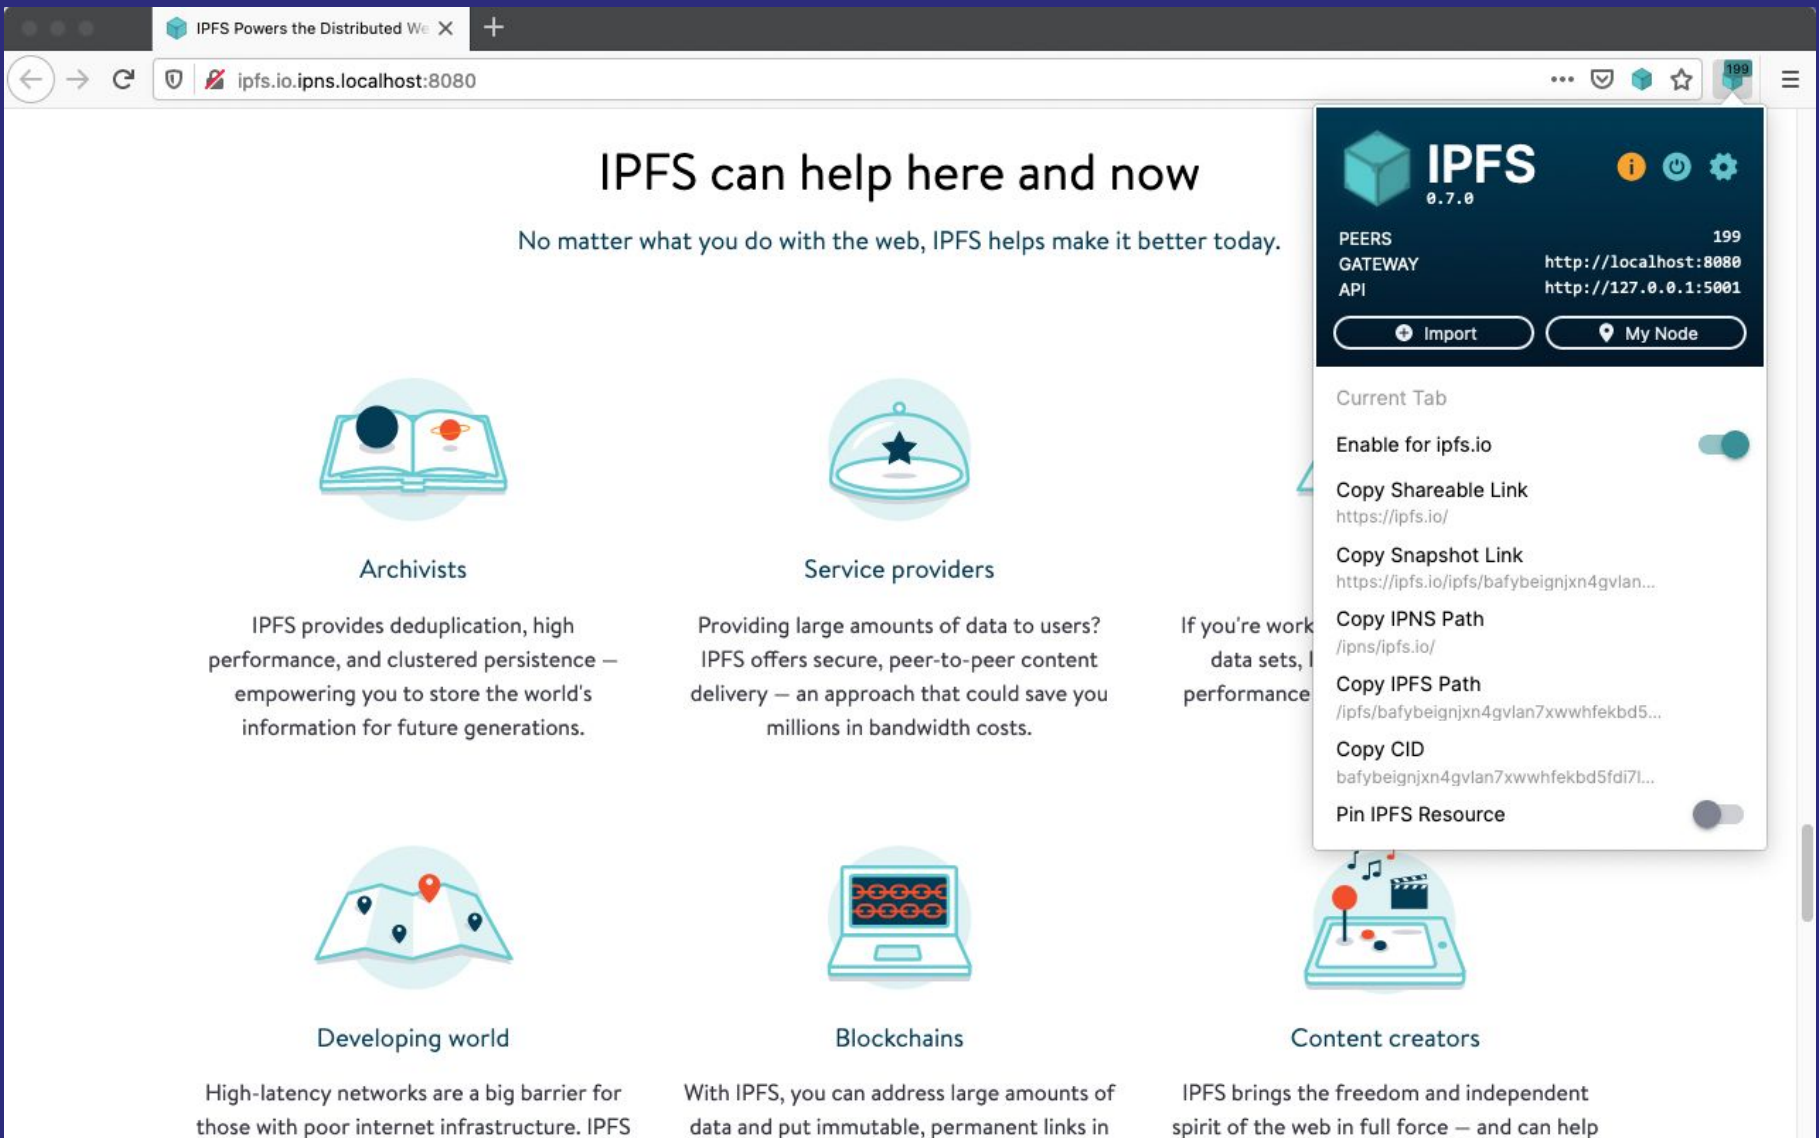 IPFS Powers the Distributed We
ipfs.io.ipns.localhost:8080
199
IPFS can help here and now
No matter what you do with the web, IPFS helps make it better today.
Archivists
IPFS provides deduplication, high
performance, and clustered persistence —
empowering you to store the world's
information for future generations.
Service providers
Providing large amounts of data to users?
IPFS offers secure, peer-to-peer content
delivery — an approach that could save you
millions in bandwidth costs.
If you're work
data sets,
performance
Developing world
High-latency networks are a big barrier for
those with poor internet infrastructure. IPFS
Blockchains
With IPFS, you can address large amounts of
data and put immutable, permanent links in
Content creators
IPFS brings the freedom and independent
spirit of the web in full force — and can help
IPFS
0.7.0
PEERS 199
GATEWAY http://localhost:8080
API http://127.0.0.1:5001
Import My Node
Current Tab
Enable for ipfs.io
Copy Shareable Link
https://ipfs.io/
Copy Snapshot Link
https://ipfs.io/ipfs/bafybeignjxn4gvlan...
Copy IPNS Path
/ipns/ipfs.io/
Copy IPFS Path
/ipfs/bafybeignjxn4gvlan7xwwhfekbd5...
Copy CID
bafybeignjxn4gvlan7xwwhfekbd5fdi7l...
Pin IPFS Resource